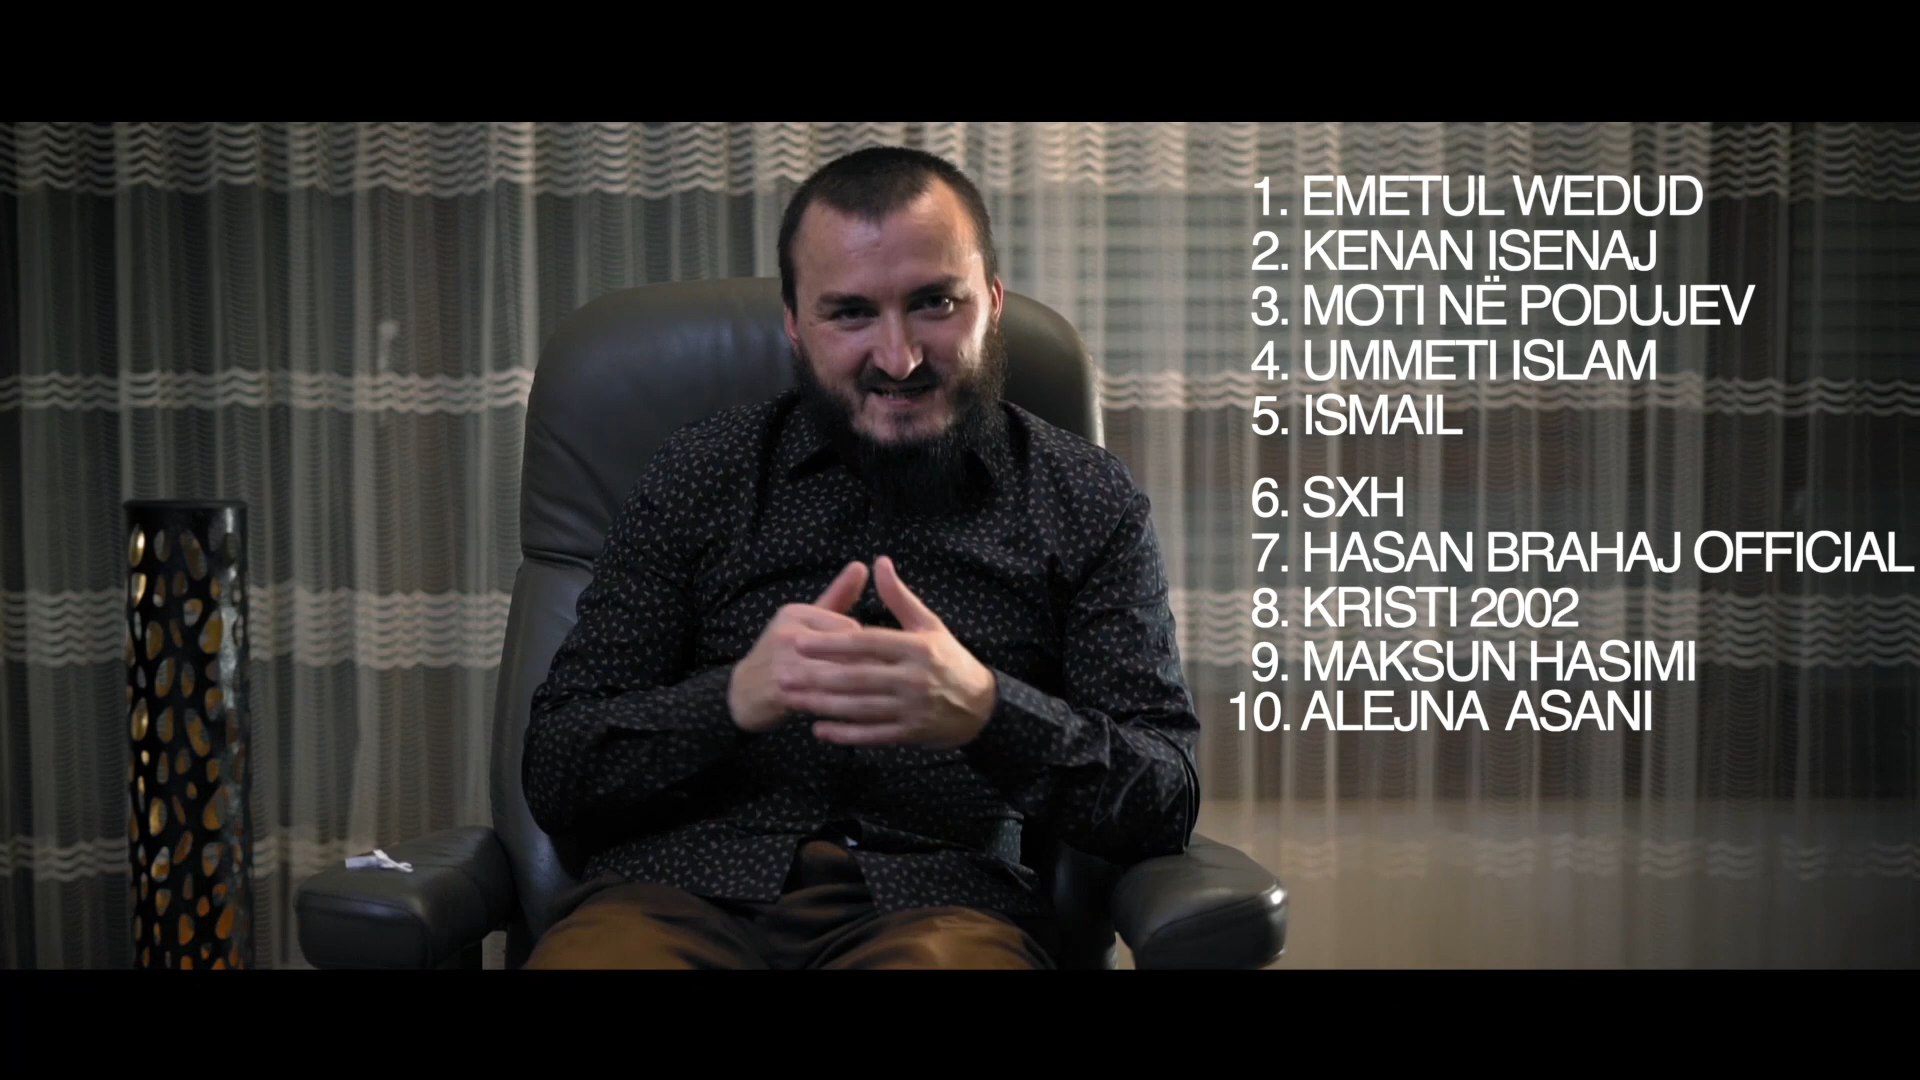 1. EMETUL WEDUD
2. KENAN ISENAJ
3. MOTI NË PODUJEV
4. UMMETI ISLAM
5. ISMAIL
6. SXH
7. HASAN BRAHAJ OFFICIAL
8. KRISTI 2002
9. MAKSUN HASIMI
10. ALEJNA ASANI